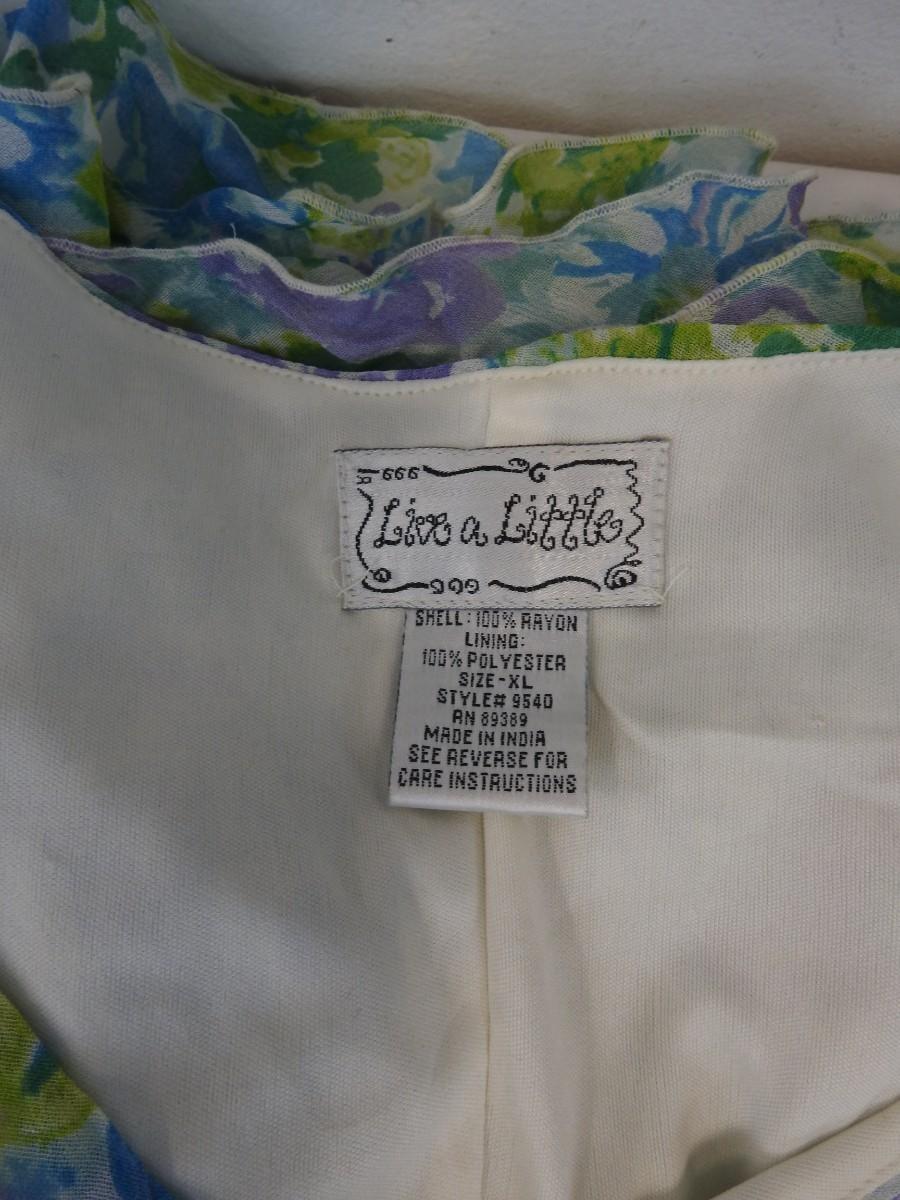 Live a Little
SHELL: 100% RAYON
LINING:
100% POLYESTER
SIZE-XL
STYLE# 9540
RN 89389
MADE IN INDIA
SEE REVERSE FOR
CARE INSTRUCTIONS